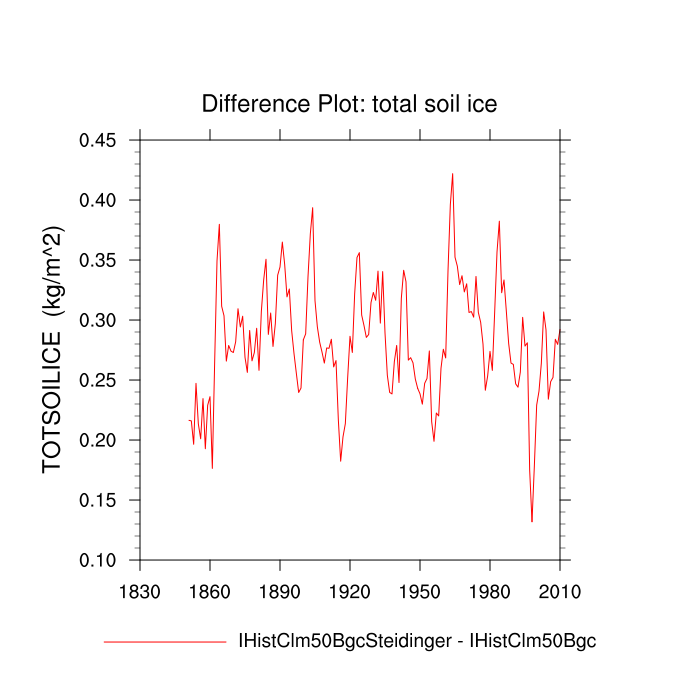 Difference Plot: total soil ice
TOTSOILICE (kg/m^2)
0.45
0.40
0.35
0.30
0.25
0.20
0.15
0.10
1830 1860 1890 1920 1950 1980 2010
IHistClm50BgcSteidinger - IHistClm50Bgc